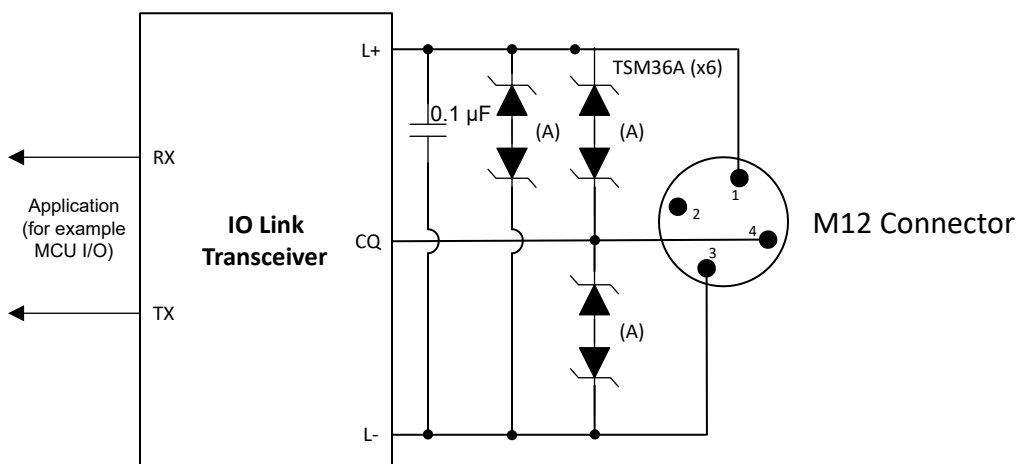 L+
TSM36A (x6)
0.1 µF
(A)
(A)
RX
1
2
Application
(for example
MCU I/O)
IO Link
Transceiver
CQ
4
M12 Connector
3
TX
(A)
L-